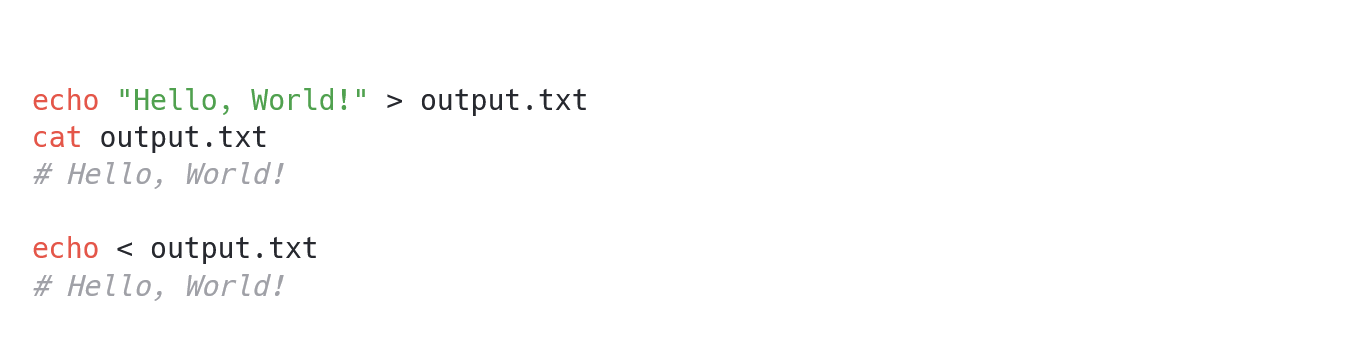 echo "Hello, World!" > output.txt
cat output.txt
# Hello, World!
echo < output.txt
# Hello, World!